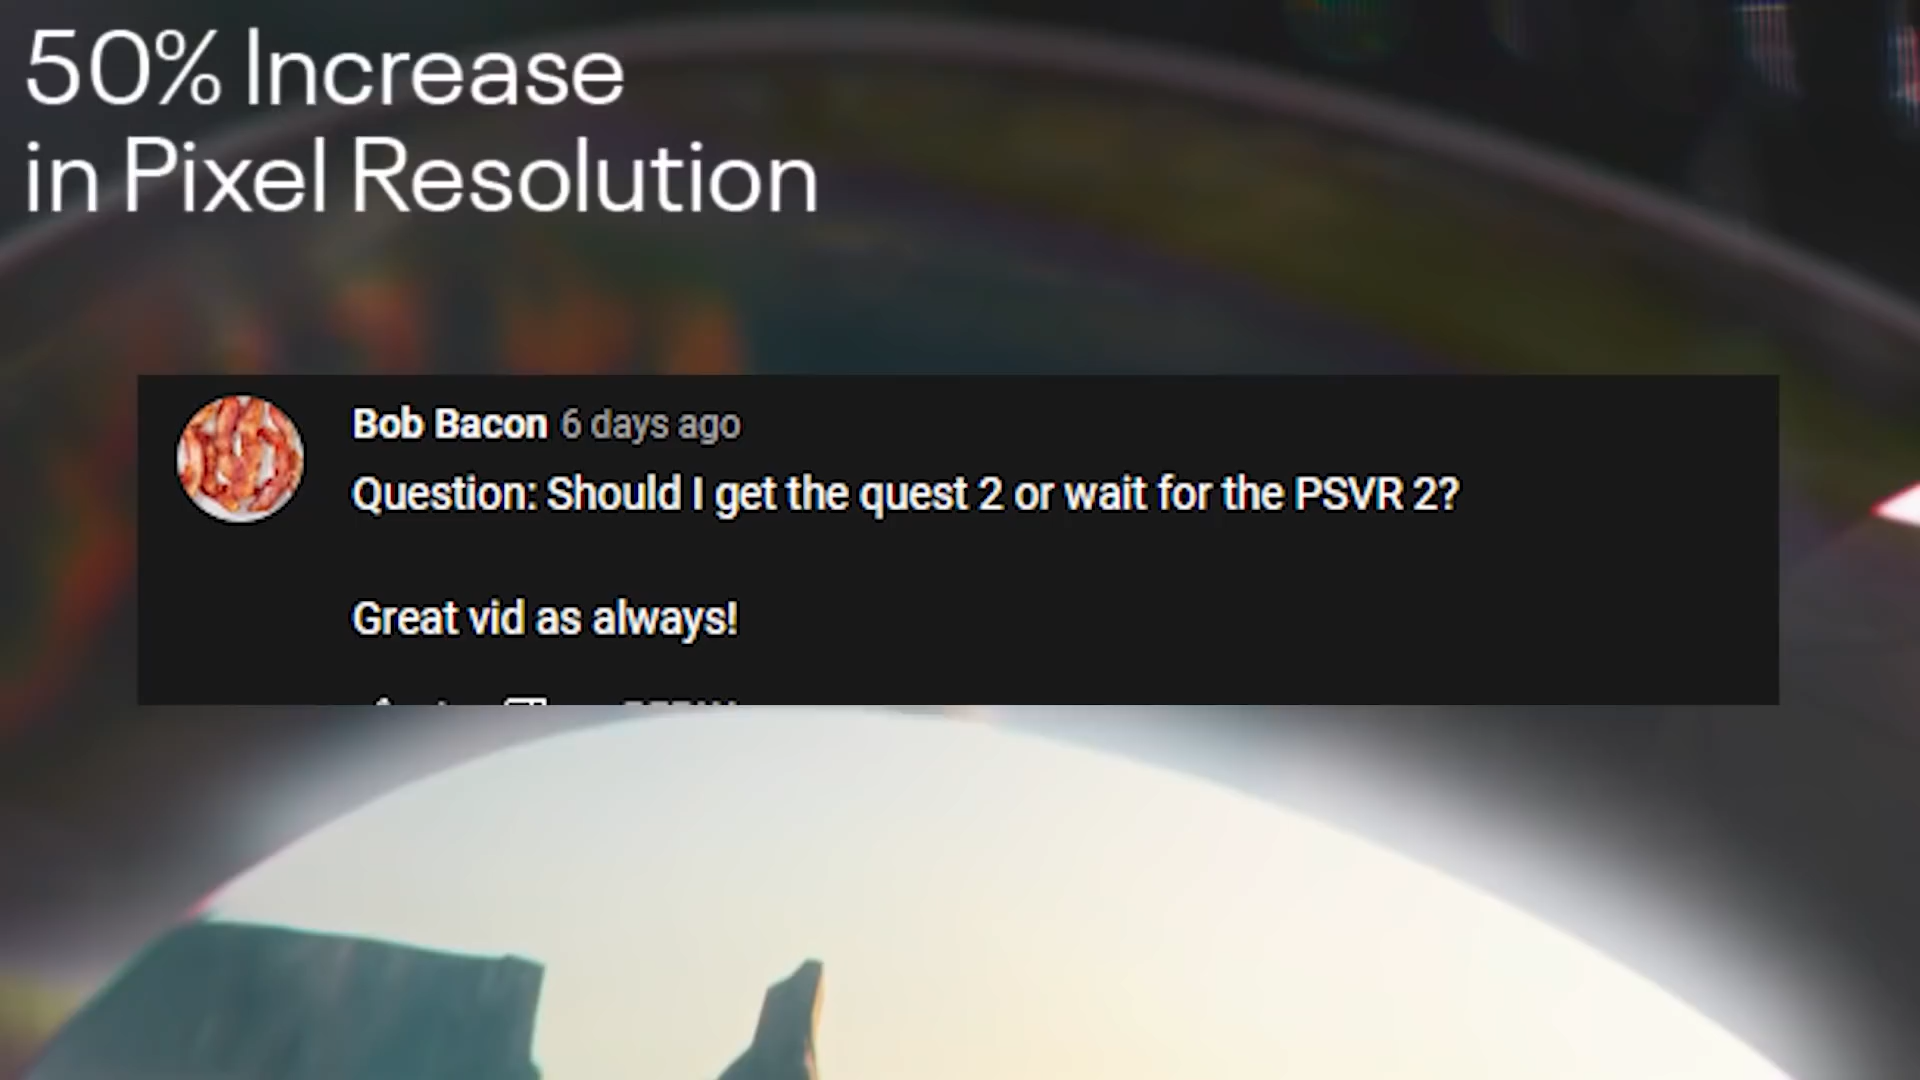 50% Increase
in Pixel Resolution
Bob Bacon 6 days ago
Question: Should I get the quest 2 or wait for the PSVR 2?
Great vid as always!